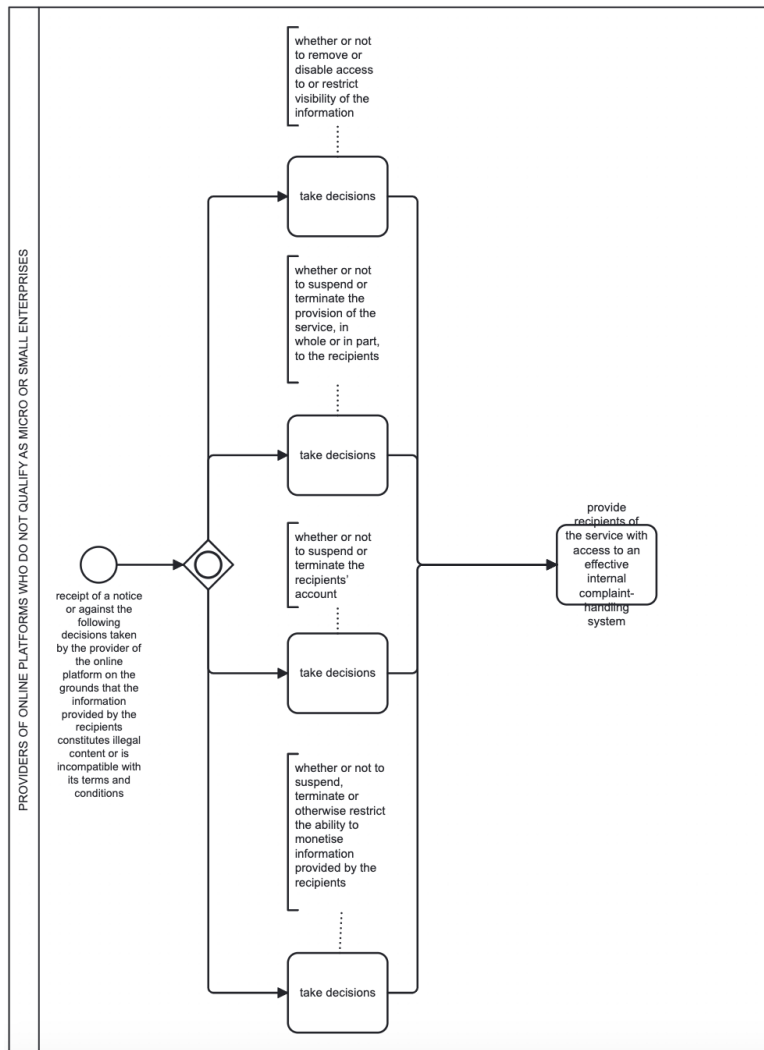 PROVIDERS OF ONLINE PLATFORMS WHO DO NOT QUALIFY AS MICRO OR SMALL ENTERPRISES
receipt of a notice
or against the
following
decisions taken
by the provider of
the online
platform on the
grounds that the
information
provided by the
recipients
constitutes illegal
content or is
incompatible with
its terms and
conditions
whether or not
to remove or
disable access
to or restrict
visibility of the
information
take decisions
whether or not
to suspend or
terminate the
provision of the
service, in
whole or in part,
to the recipients
take decisions
whether or not
to suspend or
terminate the
recipients'
account
take decisions
whether or not to
suspend,
terminate or
otherwise restrict
the ability to
monetise
information
provided by the
recipients
take decisions
provide
recipients of
the service with
access to an
effective
internal
complaint-
handling
system